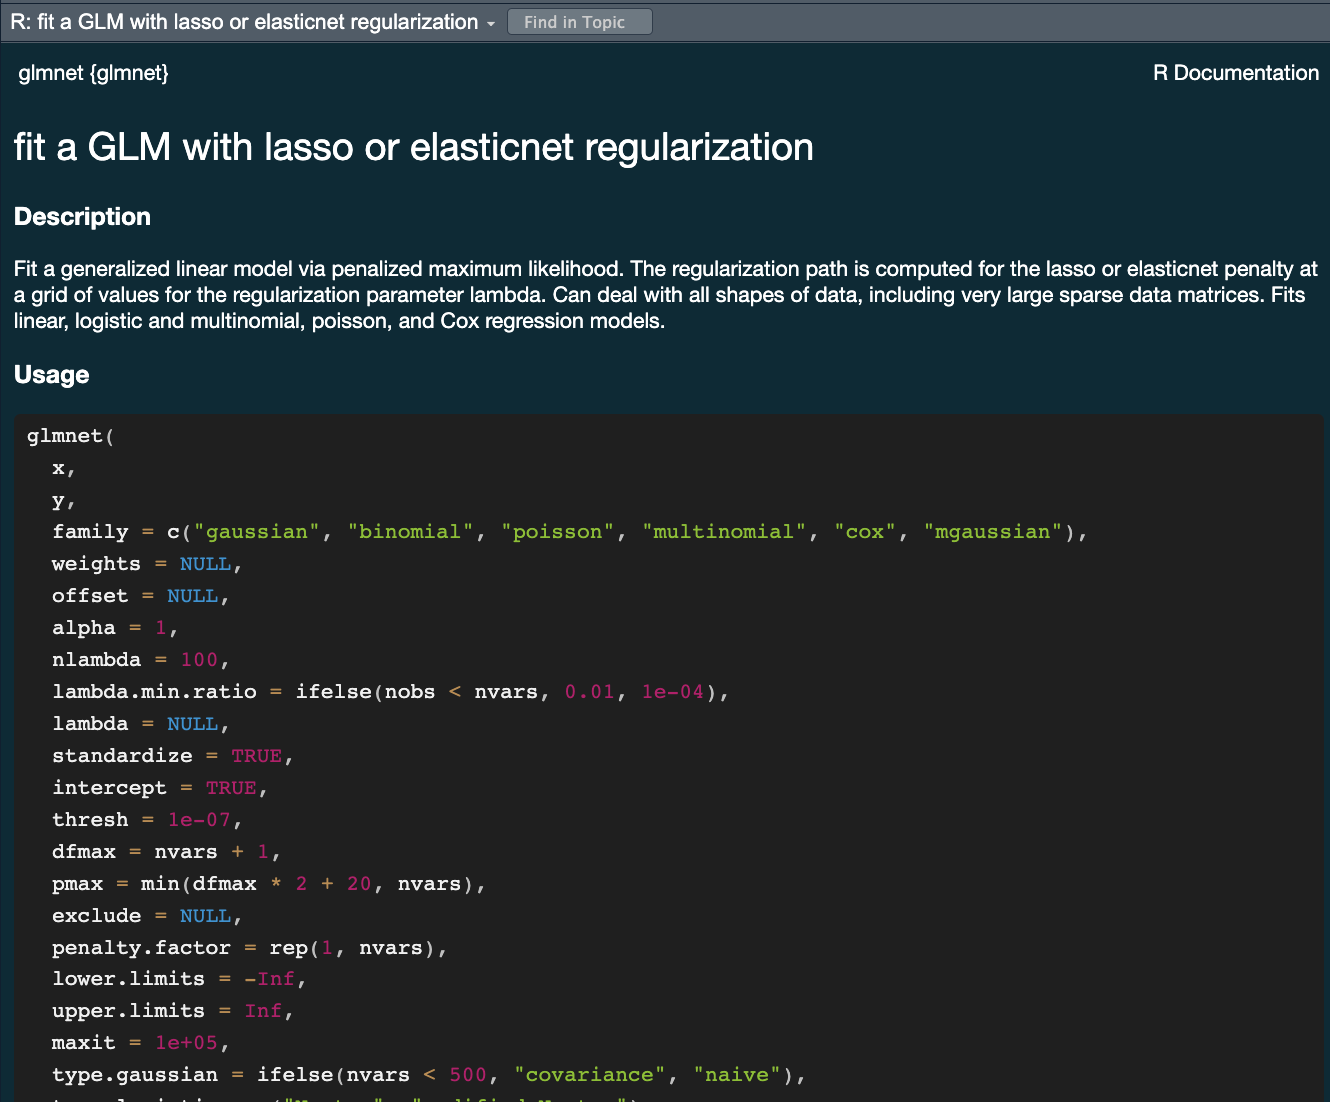 R: fit a GLM with lasso or elasticnet regularization Find in Topic
glmnet {glmnet} R Documentation
fit a GLM with lasso or elasticnet regularization
Description
Fit a generalized linear model via penalized maximum likelihood. The regularization path is computed for the lasso or elasticnet penalty at
a grid of values for the regularization parameter lambda. Can deal with all shapes of data, including very large sparse data matrices. Fits
linear, logistic and multinomial, poisson, and Cox regression models.
Usage
glmnet(
  x,
  y,
  family = c("gaussian", "binomial", "poisson", "multinomial", "cox", "mgaussian"),
  weights = NULL,
  offset = NULL,
  alpha = 1,
  nlambda = 100,
  lambda.min.ratio = ifelse(nobs < nvars, 0.01, 1e-04),
  lambda = NULL,
  standardize = TRUE,
  intercept = TRUE,
  thresh = 1e-07,
  dfmax = nvars + 1,
  pmax = min(dfmax * 2 + 20, nvars),
  exclude = NULL,
  penalty.factor = rep(1, nvars),
  lower.limits = -Inf,
  upper.limits = Inf,
  maxit = 1e+05,
  type.gaussian = ifelse(nvars < 500, "covariance", "naive"),